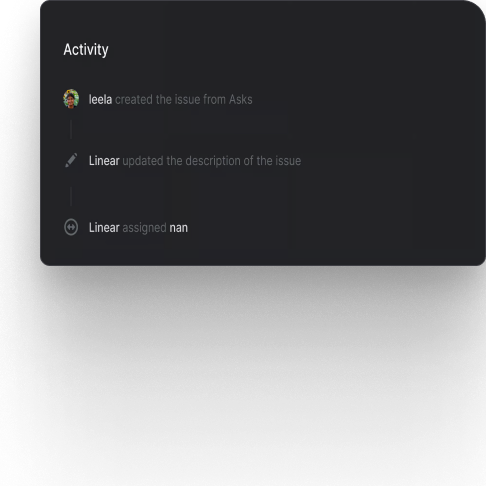 Activity
leela created the issue from Asks
Linear updated the description of the issue
Linear assigned nan